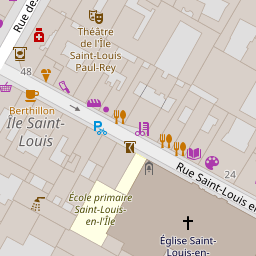 Rue de
Théâtre
de l'Île
Saint-Louis
Paul-Rey
48
Berthillon
Île Saint-
Louis
P
24
Rue Saint-Louis en
École primaire
Saint-Louis-
en-l'Île
Église Saint-
Louis-en-